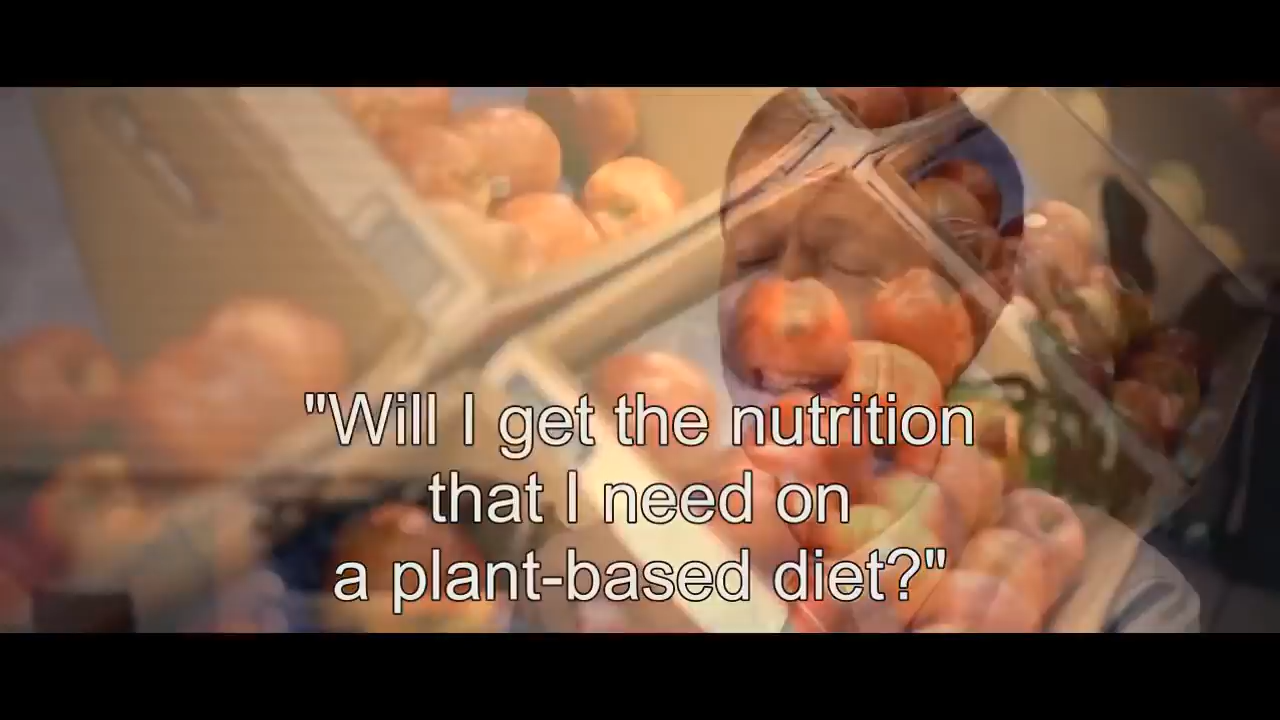 "Will I get the nutrition
that I need on
a plant-based diet?"